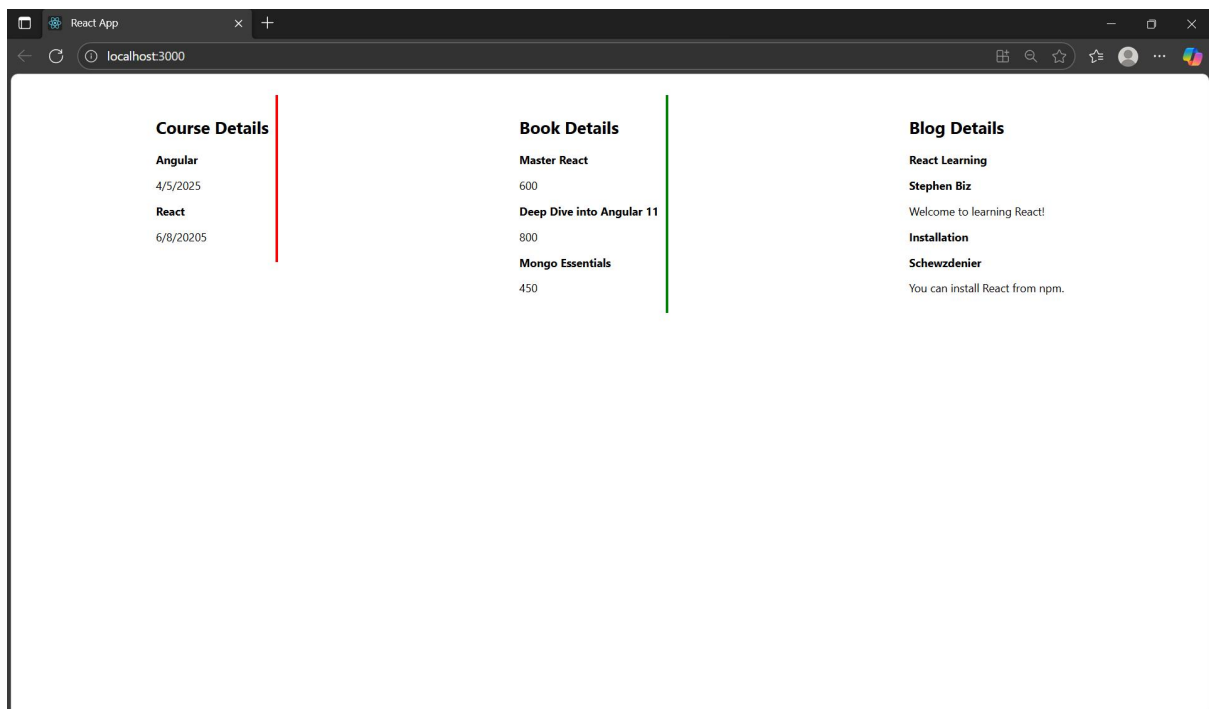 React App
localhost:3000
Course Details
Angular
4/5/2025
React
6/8/20205
Book Details
Master React
600
Deep Dive into Angular 11
800
Mongo Essentials
450
Blog Details
React Learning
Stephen Biz
Welcome to learning React!
Installation
Schewzdenier
You can install React from npm.